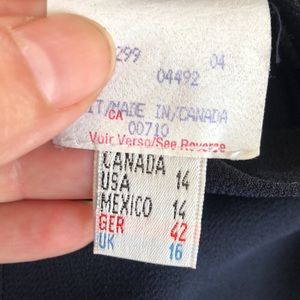 299 04
04492
IT/MADE IN/CANADA
CA
00710
Voir Verso/See Reverse
CANADA 14
USA
MEXICO 14
GER 42
UK 16